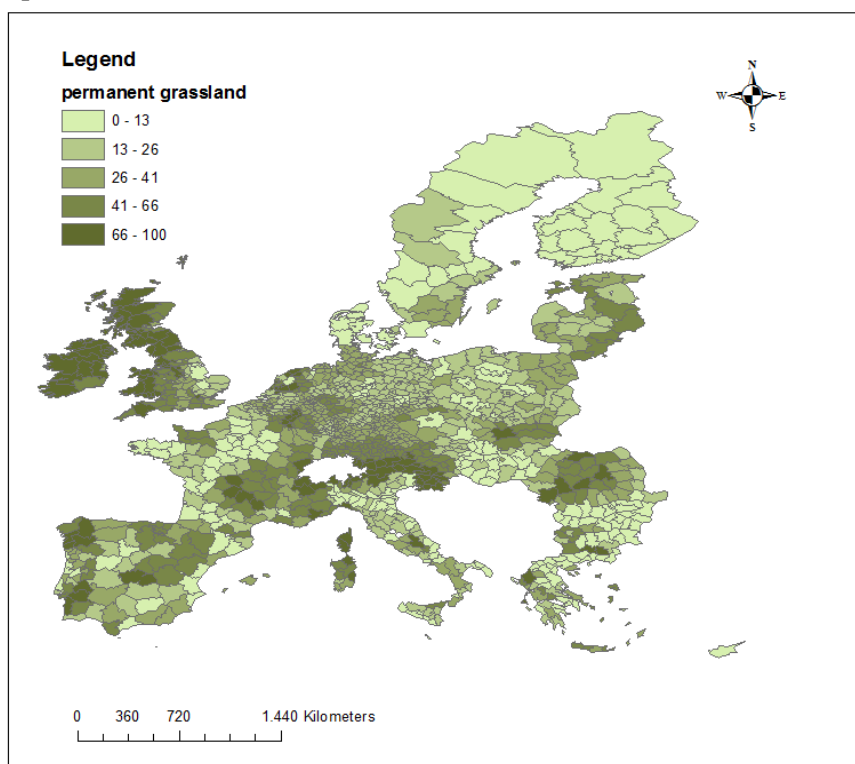 Legend
permanent grassland
0 - 13
13 - 26
26 - 41
41 - 66
66 - 100
N
W E
S
0 360 720 1.440 Kilometers